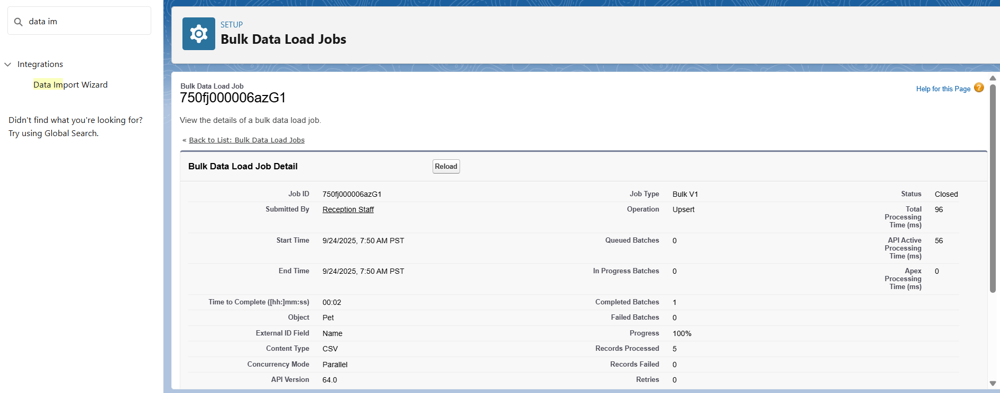 data im
Integrations
Data Import Wizard
Didn't find what you're looking for?
Try using Global Search.
SETUP
Bulk Data Load Jobs
Bulk Data Load Job
750fj000006azG1
Help for this Page ?
View the details of a bulk data load job.
« Back to List: Bulk Data Load Jobs
Bulk Data Load Job Detail Reload
Job ID 750fj000006azG1 Job Type Bulk V1 Status Closed
Submitted By Reception Staff Operation Upsert Total 96
Processing
Time (ms)
Start Time 9/24/2025, 7:50 AM PST Queued Batches 0 API Active 56
Processing
Time (ms)
End Time 9/24/2025, 7:50 AM PST In Progress Batches 0 Apex 0
Processing
Time (ms)
Time to Complete ([hh:]mm:ss) 00:02 Completed Batches 1
Object Pet Failed Batches 0
External ID Field Name Progress 100%
Content Type CSV Records Processed 5
Concurrency Mode Parallel Records Failed 0
API Version 64.0 Retries 0